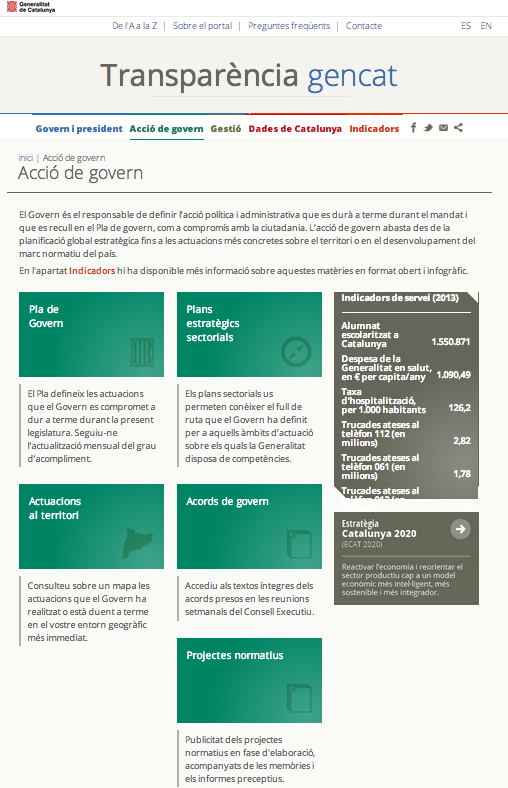 Generalitat
de Catalunya
De l'A a la Z | Sobre el portal | Preguntes freqüents | Contacte
ES EN
Transparència gencat
Govern i president Acció de govern Gestió Dades de Catalunya Indicadors
Inici | Acció de govern
Acció de govern
El Govern és el responsable de definir l'acció política i administrativa que es durà a terme durant el mandat i
que es recull en el Pla de govern, com a compromís amb la ciutadania. L'acció de govern abasta des de la
planificació global estratègica fins a les actuacions més concretes sobre el territori o en el desenvolupament del
marc normatiu del país.
En l'apartat Indicadors hi ha disponible més informació sobre aquestes matèries en format obert i infogràfic.
Pla de
Govern
El Pla defineix les actuacions
que el Govern es compromet a
dur a terme durant la present
legislatura. Seguiu-ne
l'actualització mensual del grau
d'acompliment.
Plans
estratègics
sectorials
Els plans sectorials us
permeten conèixer el full de
ruta que el Govern ha definit
per a aquells àmbits d'actuació
sobre els quals la Generalitat
disposa de competències.
Indicadors de servei (2013)
Alumnat
escolaritzat a
Catalunya 1.550.871
Despesa de la
Generalitat en salut,
en € per capita/any 1.090,49
Taxa
d'hospitalització,
per 1.000 habitants 126,2
Trucades ateses al
telèfon 112 (en
milions) 2,82
Trucades ateses al
telèfon 061 (en
milions) 1,78
Trucades ateses al
telèfon 012 (en
Actuacions
al territori
Consulteu sobre un mapa les
actuacions que el Govern ha
realitzat o està duent a terme
en el vostre entorn geogràfic
més immediat.
Acords de govern
Accediu als textos íntegres dels
acords presos en les reunions
setmanals del Consell Executiu.
Estratègia
Catalunya 2020
(ECAT 2020)
Reactivar l'economia i reorientar el
sector productiu cap a un model
econòmic més intel·ligent, més
sostenible i més integrador.
Projectes normatius
Publicitat dels projectes
normatius en fase d'elaboració,
acompanyats de les memòries i
els informes preceptius.